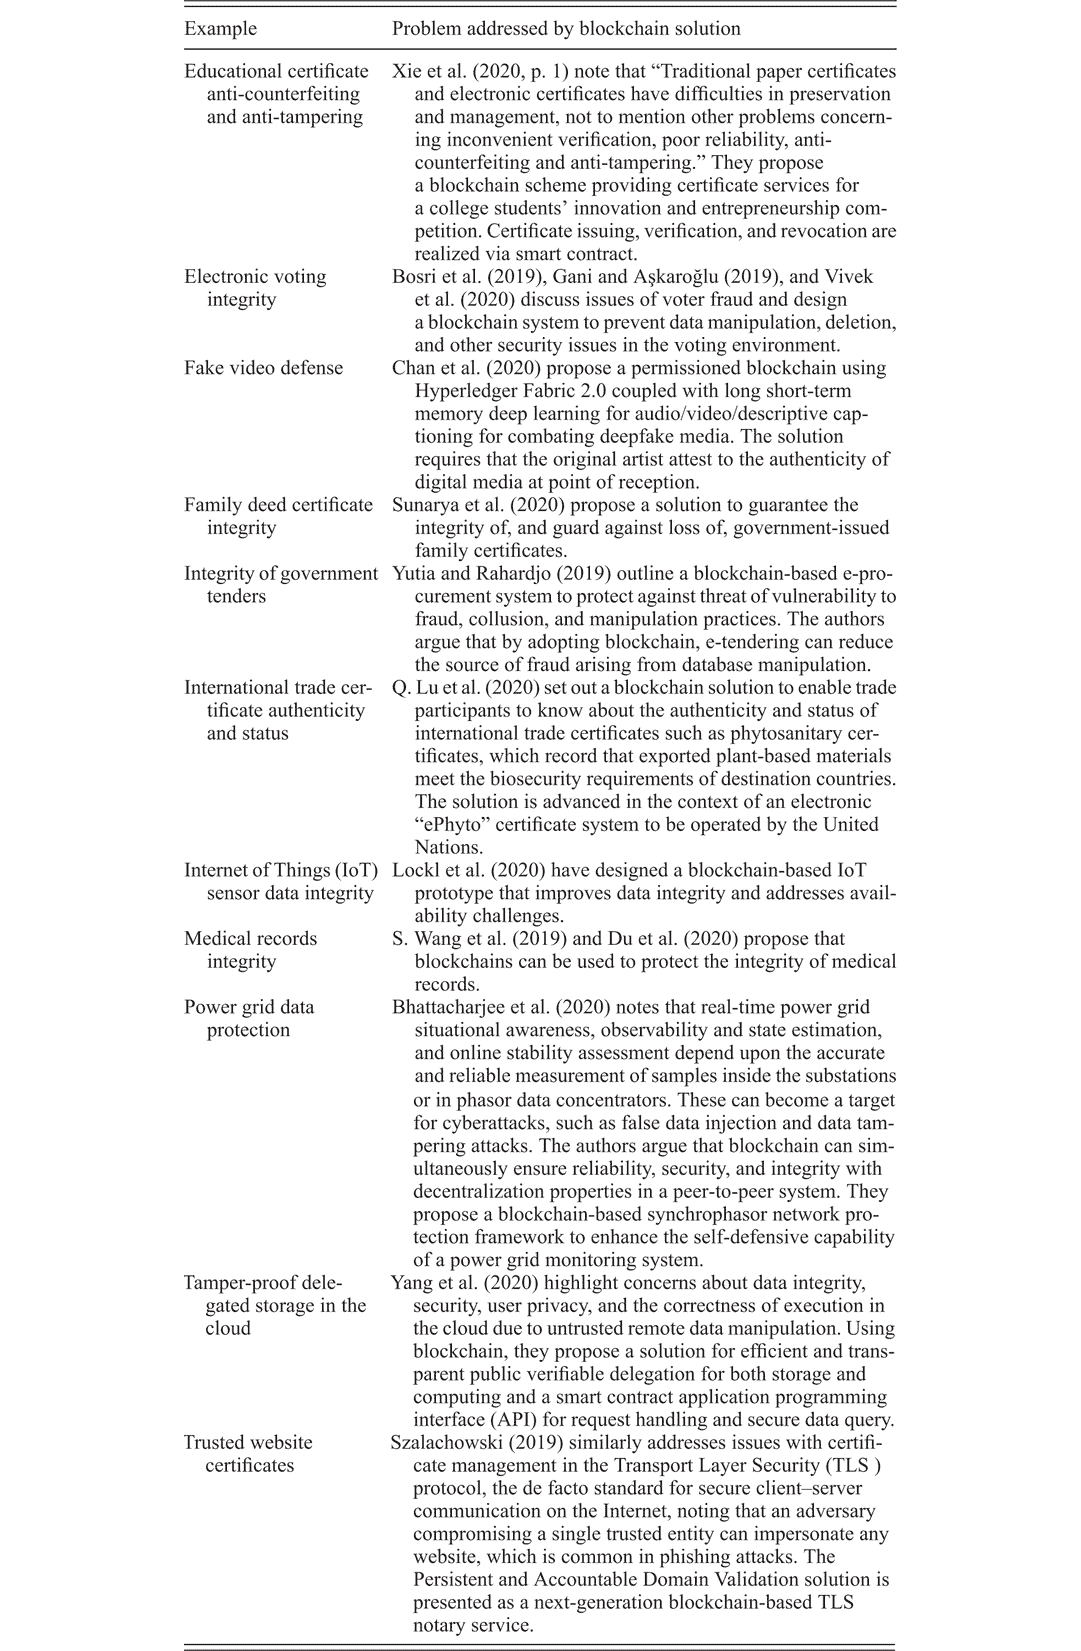 Example Problem addressed by blockchain solution
Educational certificate Xie et al. (2020, p. 1) note that “Traditional paper certificates
anti-counterfeiting and electronic certificates have difficulties in preservation
and anti-tampering and management, not to mention other problems concern-
ing inconvenient verification, poor reliability, anti-
counterfeiting and anti-tampering.” They propose
a blockchain scheme providing certificate services for
a college students’ innovation and entrepreneurship com-
petition. Certificate issuing, verification, and revocation are
realized via smart contract.
Electronic voting Bosri et al. (2019), Gani and Aşkaroğlu (2019), and Vivek
integrity et al. (2020) discuss issues of voter fraud and design
a blockchain system to prevent data manipulation, deletion,
and other security issues in the voting environment.
Fake video defense Chan et al. (2020) propose a permissioned blockchain using
Hyperledger Fabric 2.0 coupled with long short-term
memory deep learning for audio/video/descriptive cap-
tioning for combating deepfake media. The solution
requires that the original artist attest to the authenticity of
digital media at point of reception.
Family deed certificate Sunarya et al. (2020) propose a solution to guarantee the
integrity integrity of, and guard against loss of, government-issued
family certificates.
Integrity of government Yutia and Rahardjo (2019) outline a blockchain-based e-pro-
tenders curement system to protect against threat of vulnerability to
fraud, collusion, and manipulation practices. The authors
argue that by adopting blockchain, e-tendering can reduce
the source of fraud arising from database manipulation.
International trade cer- Q. Lu et al. (2020) set out a blockchain solution to enable trade
tificate authenticity participants to know about the authenticity and status of
and status international trade certificates such as phytosanitary cer-
tificates, which record that exported plant-based materials
meet the biosecurity requirements of destination countries.
The solution is advanced in the context of an electronic
“ePhyto” certificate system to be operated by the United
Nations.
Internet of Things (IoT) Lockl et al. (2020) have designed a blockchain-based IoT
sensor data integrity prototype that improves data integrity and addresses avail-
ability challenges.
Medical records S. Wang et al. (2019) and Du et al. (2020) propose that
integrity blockchains can be used to protect the integrity of medical
records.
Power grid data Bhattacharjee et al. (2020) notes that real-time power grid
protection situational awareness, observability and state estimation,
and online stability assessment depend upon the accurate
and reliable measurement of samples inside the substations
or in phasor data concentrators. These can become a target
for cyberattacks, such as false data injection and data tam-
pering attacks. The authors argue that blockchain can sim-
ultaneously ensure reliability, security, and integrity with
decentralization properties in a peer-to-peer system. They
propose a blockchain-based synchrophasor network pro-
tection framework to enhance the self-defensive capability
of a power grid monitoring system.
Tamper-proof dele- Yang et al. (2020) highlight concerns about data integrity,
gated storage in the security, user privacy, and the correctness of execution in
cloud the cloud due to untrusted remote data manipulation. Using
blockchain, they propose a solution for efficient and trans-
parent public verifiable delegation for both storage and
computing and a smart contract application programming
interface (API) for request handling and secure data query.
Trusted website Szalachowski (2019) similarly addresses issues with certifi-
certificates cate management in the Transport Layer Security (TLS )
protocol, the de facto standard for secure client–server
communication on the Internet, noting that an adversary
compromising a single trusted entity can impersonate any
website, which is common in phishing attacks. The
Persistent and Accountable Domain Validation solution is
presented as a next-generation blockchain-based TLS
notary service.